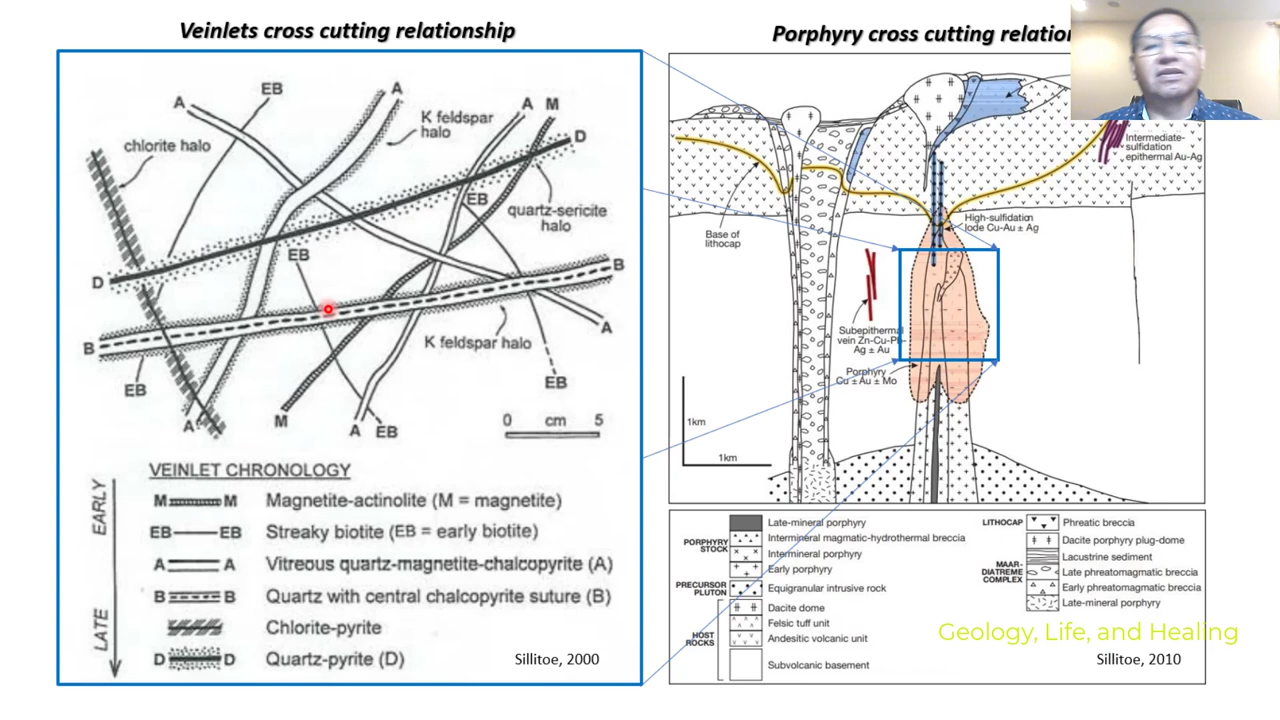 Veinlets cross cutting relationship
A
EB
A
K feldspar
halo
A
M
D
chlorite halo
EB
quartz-sericite
halo
EB
D
B
B
EB
K feldspar halo
A
EB
A
M
A
EB
0 cm 5
VEINLET CHRONOLOGY
EARLY
LATE
M M Magnetite-actinolite (M = magnetite)
EB EB Streaky biotite (EB = early biotite)
A A Vitreous quartz-magnetite-chalcopyrite (A)
B B Quartz with central chalcopyrite suture (B)
Chlorite-pyrite
D D Quartz-pyrite (D)
Sillitoe, 2000
Porphyry cross cutting relation
Intermediate-
sulfidation
epithermal Au-Ag
Base of
lithocap
High-sulfidation
lode Cu-Au ± Ag
Subepithermal
vein Zn-Cu-Pb-
Ag ± Au
Porphyry
Cu ± Au ± Mo
1km
1km
PORPHYRY
STOCK
Late-mineral porphyry
Intermineral magmatic-hydrothermal breccia
Intermineral porphyry
Early porphyry
PRECURSOR
PLUTON
Equigranular intrusive rock
HOST
ROCKS
Dacite dome
Felsic tuff unit
Andesitic volcanic unit
Subvolcanic basement
LITHOCAP
Phreatic breccia
MAAR-
DIATREME
COMPLEX
Dacite porphyry plug-dome
Lacustrine sediment
Late phreatomagmatic breccia
Early phreatomagmatic breccia
Late-mineral porphyry
Geology, Life, and Healing
Sillitoe, 2010